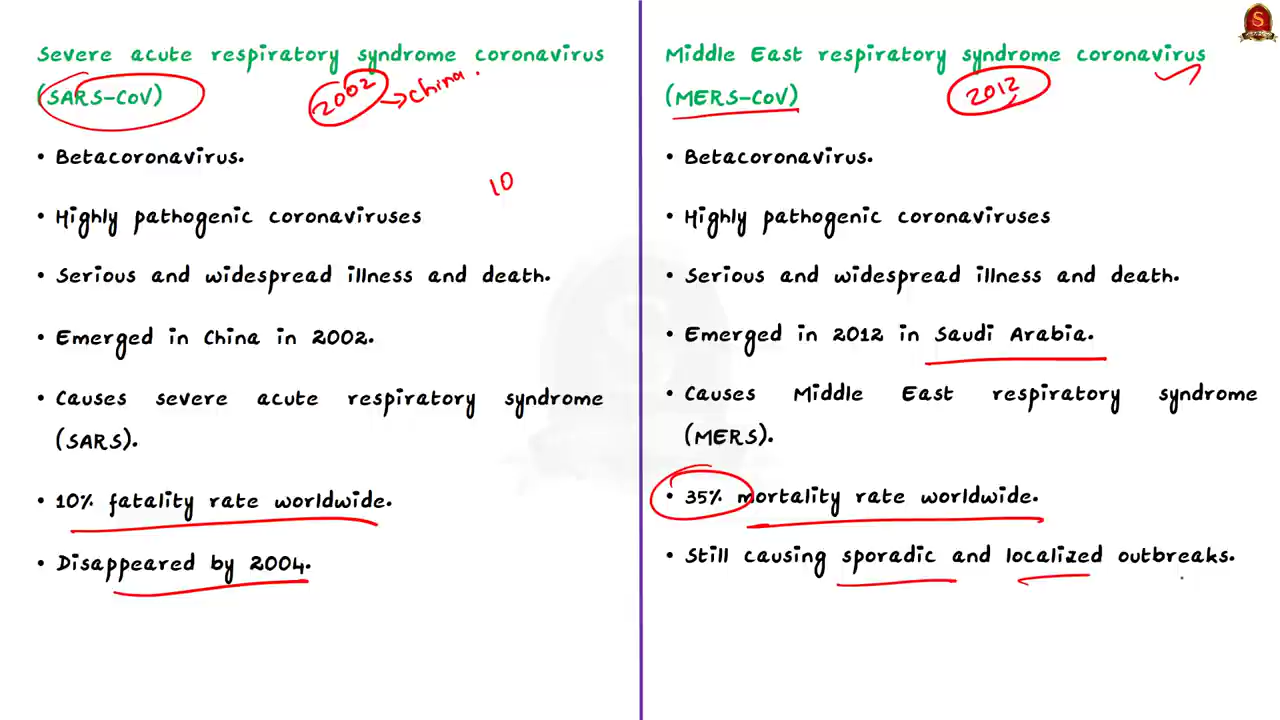 Severe acute respiratory syndrome coronavirus
(SARS-CoV)
2002 → china.
• Betacoronavirus.
10
• Highly pathogenic coronaviruses
• Serious and widespread illness and death.
• Emerged in China in 2002.
• Causes severe acute respiratory syndrome
(SARS).
• 10% fatality rate worldwide.
• Disappeared by 2004.
Middle East respiratory syndrome coronavirus
(MERS-CoV)
2012
• Betacoronavirus.
• Highly pathogenic coronaviruses
• Serious and widespread illness and death.
• Emerged in 2012 in Saudi Arabia.
• Causes Middle East respiratory syndrome
(MERS).
• 35% mortality rate worldwide.
• Still causing sporadic and localized outbreaks.